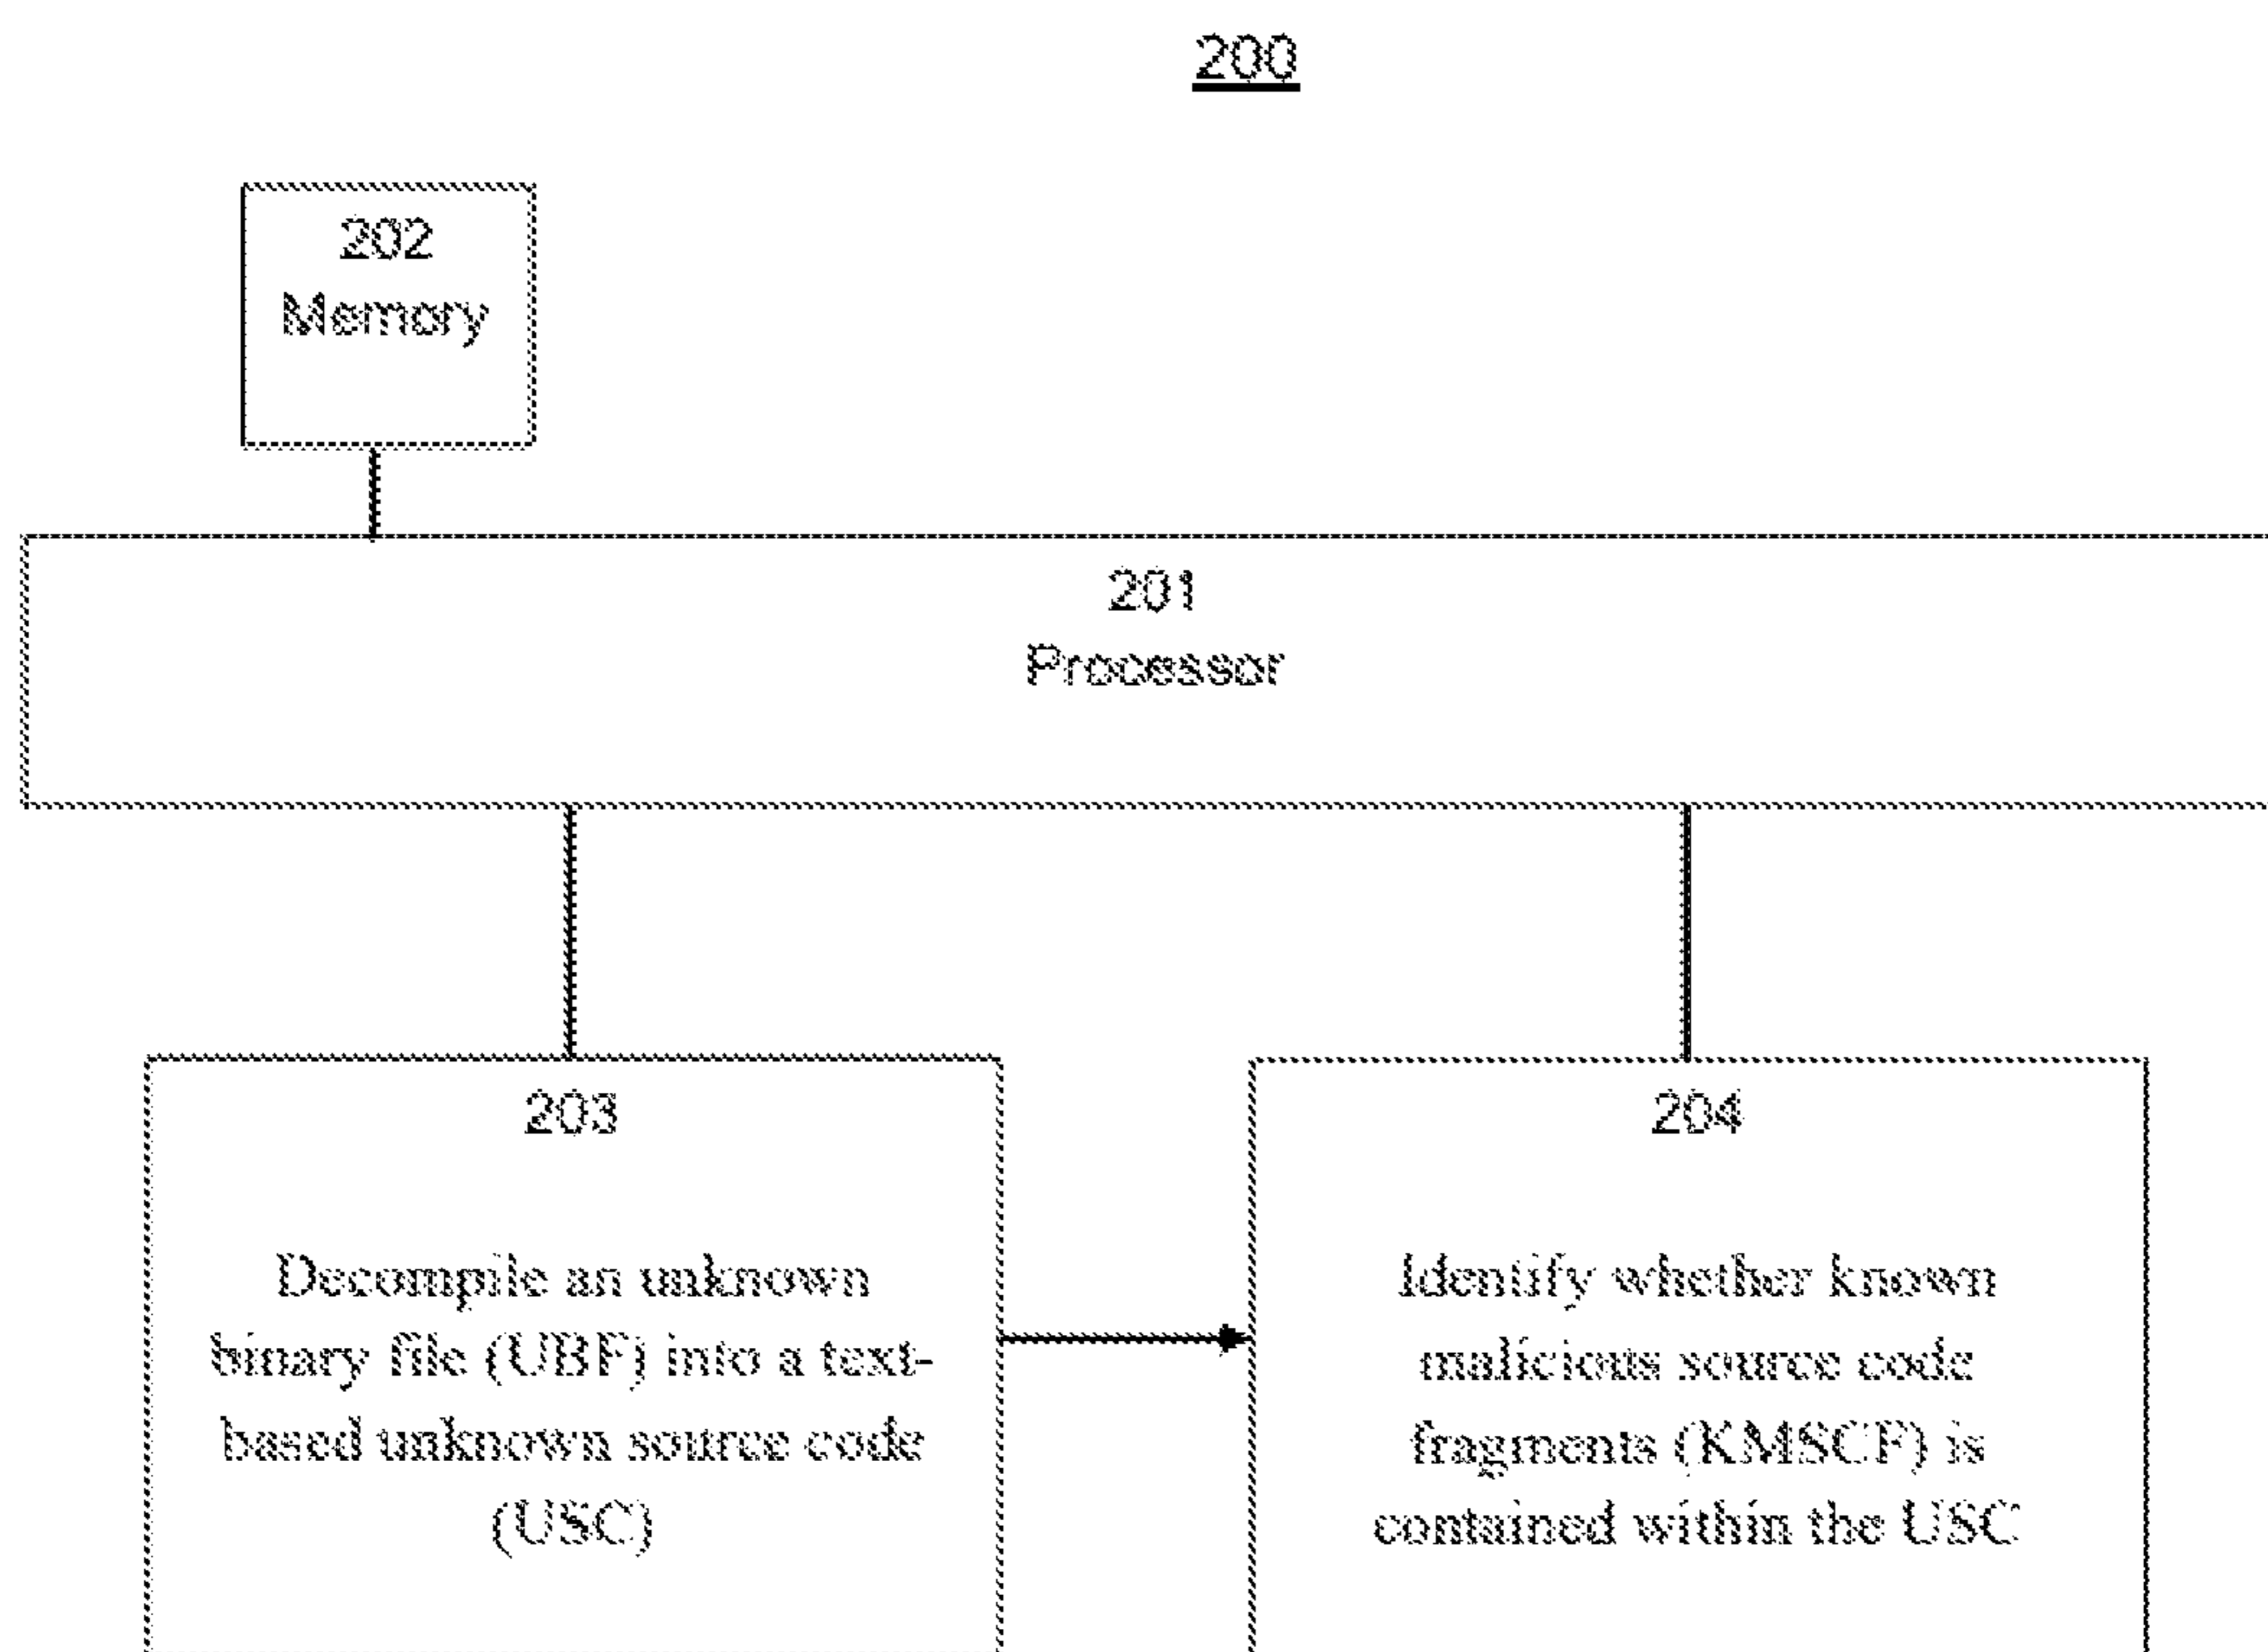 200
202
Memory
201
Processor
203
Decompile an unknown
binary file (UBF) into a text-
based unknown source code
(USC)
204
Identify whether known
malicious source code
fragments (KMSCF) is
contained within the USC